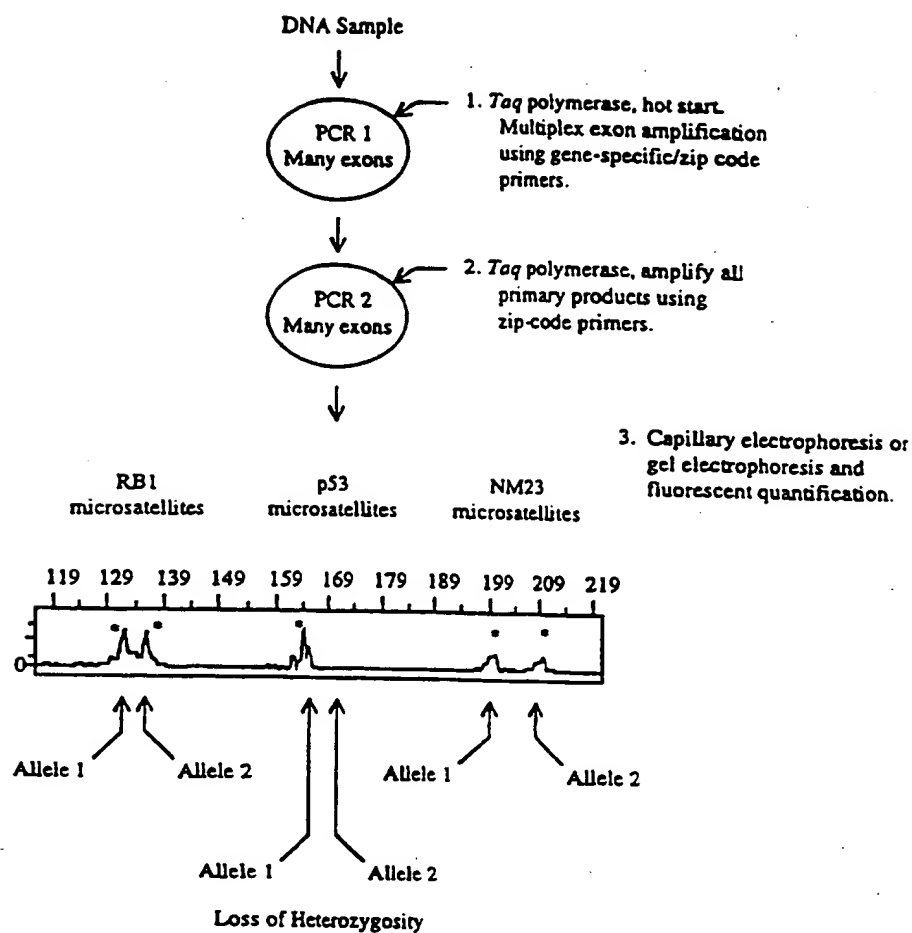 DNA Sample
PCR 1
Many exons
1. Taq polymerase, hot start.
Multiplex exon amplification
using gene-specific/zip code
primers.
PCR 2
Many exons
2. Taq polymerase, amplify all
primary products using
zip-code primers.
3. Capillary electrophoresis or
gel electrophoresis and
fluorescent quantification.
RB1
microsatellites
p53
microsatellites
NM23
microsatellites
119 129 139 149 159 169 179 189 199 209 219
* * * * *
0
Allele 1 Allele 2 Allele 1 Allele 2
Allele 1 Allele 2
Loss of Heterozygosity